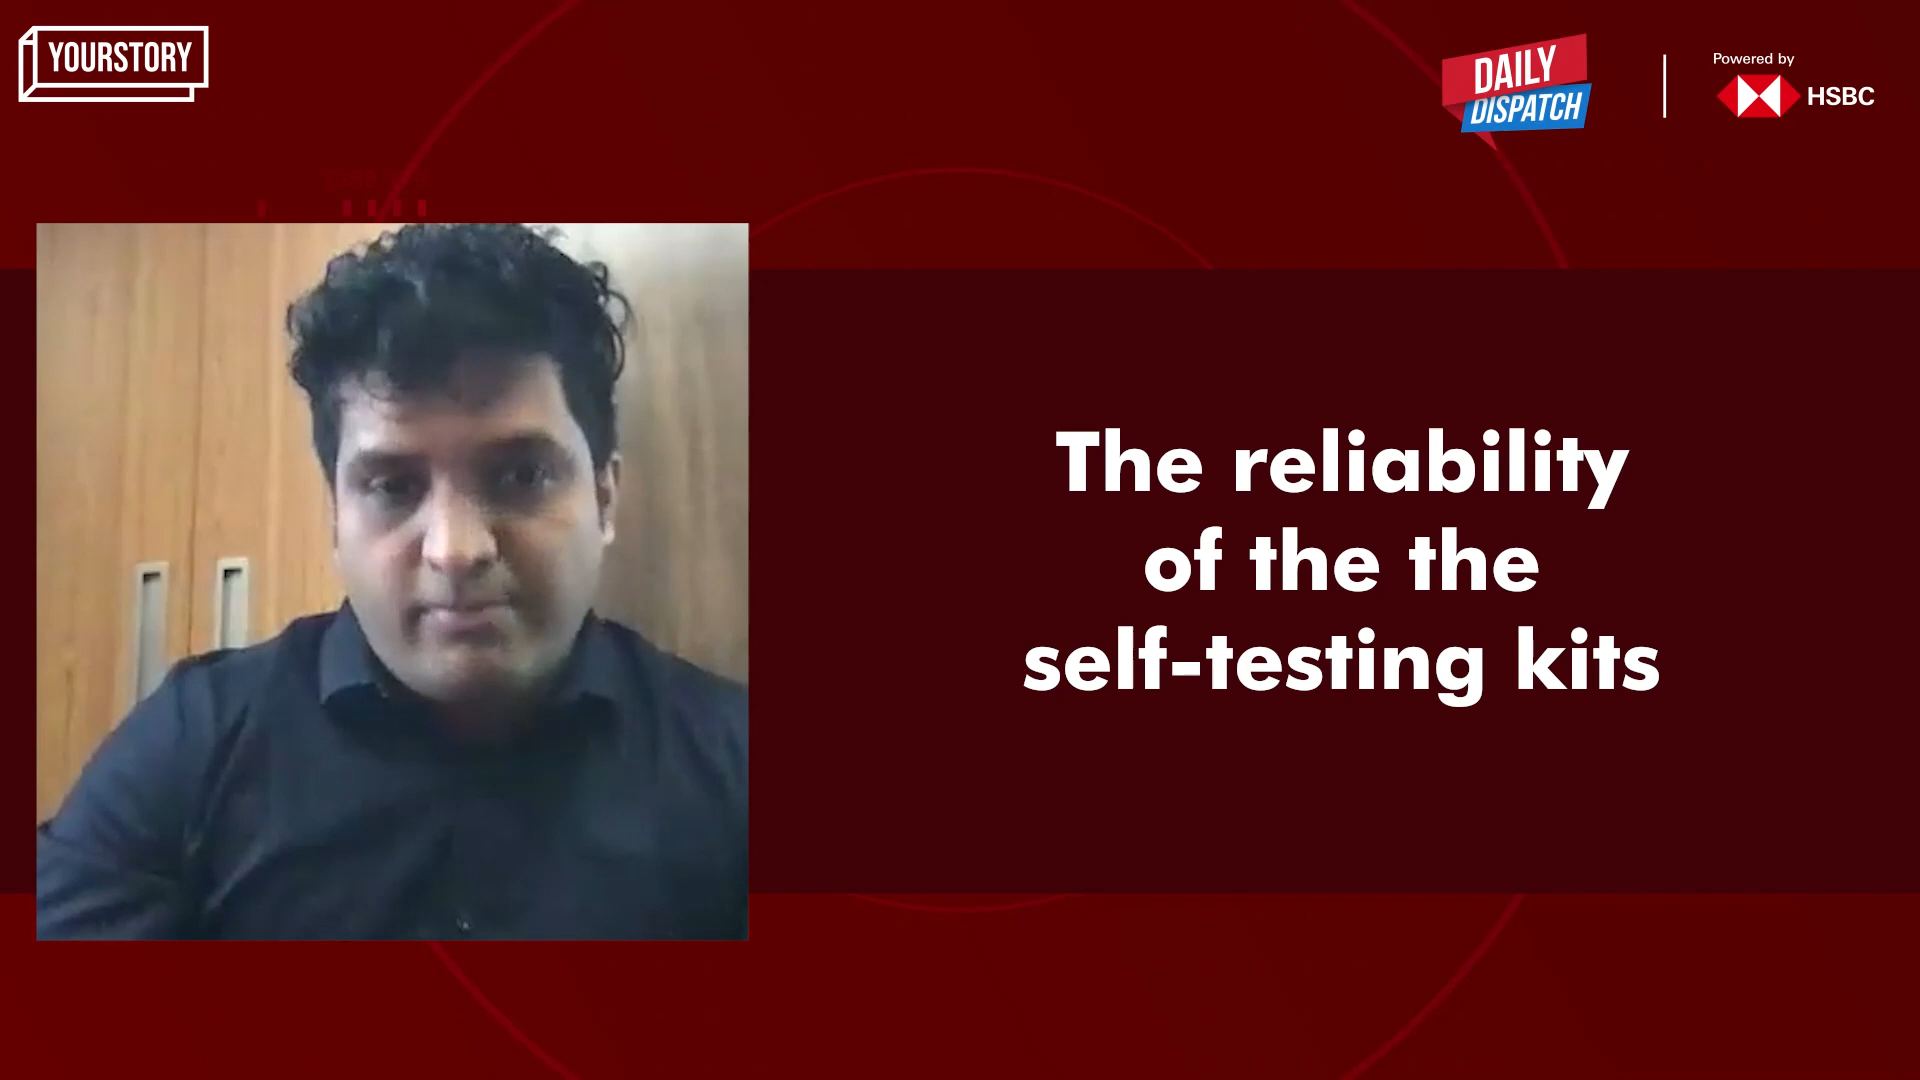 YOURSTORY
DAILY
DISPATCH
Powered by
HSBC
The reliability
of the the
self-testing kits